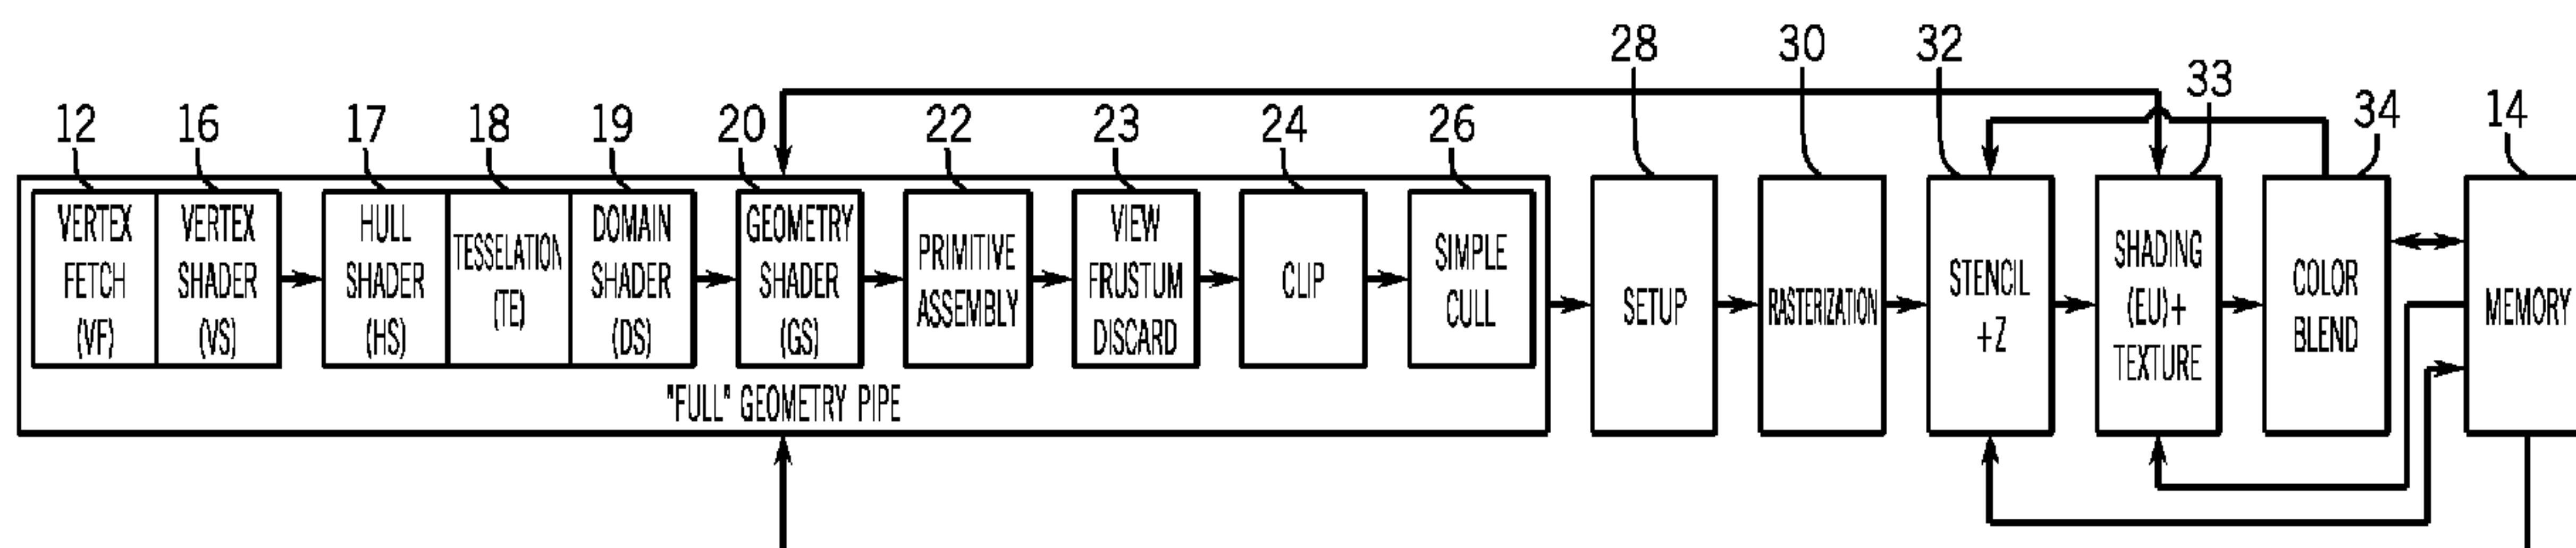 28
30
32
33
12
16
17
18
19
20
22
23
24
26
34
14
VERTEX
FETCH
(VF)
VERTEX
SHADER
(VS)
HULL
SHADER
(HS)
TESSELATION
(TE)
DOMAIN
SHADER
(DS)
GEOMETRY
SHADER
(GS)
PRIMITIVE
ASSEMBLY
VIEW
FRUSTUM
DISCARD
CLIP
SIMPLE
CULL
"FULL" GEOMETRY PIPE
SETUP
RASTERIZATION
STENCIL
+Z
SHADING
(EU)+
TEXTURE
COLOR
BLEND
MEMORY